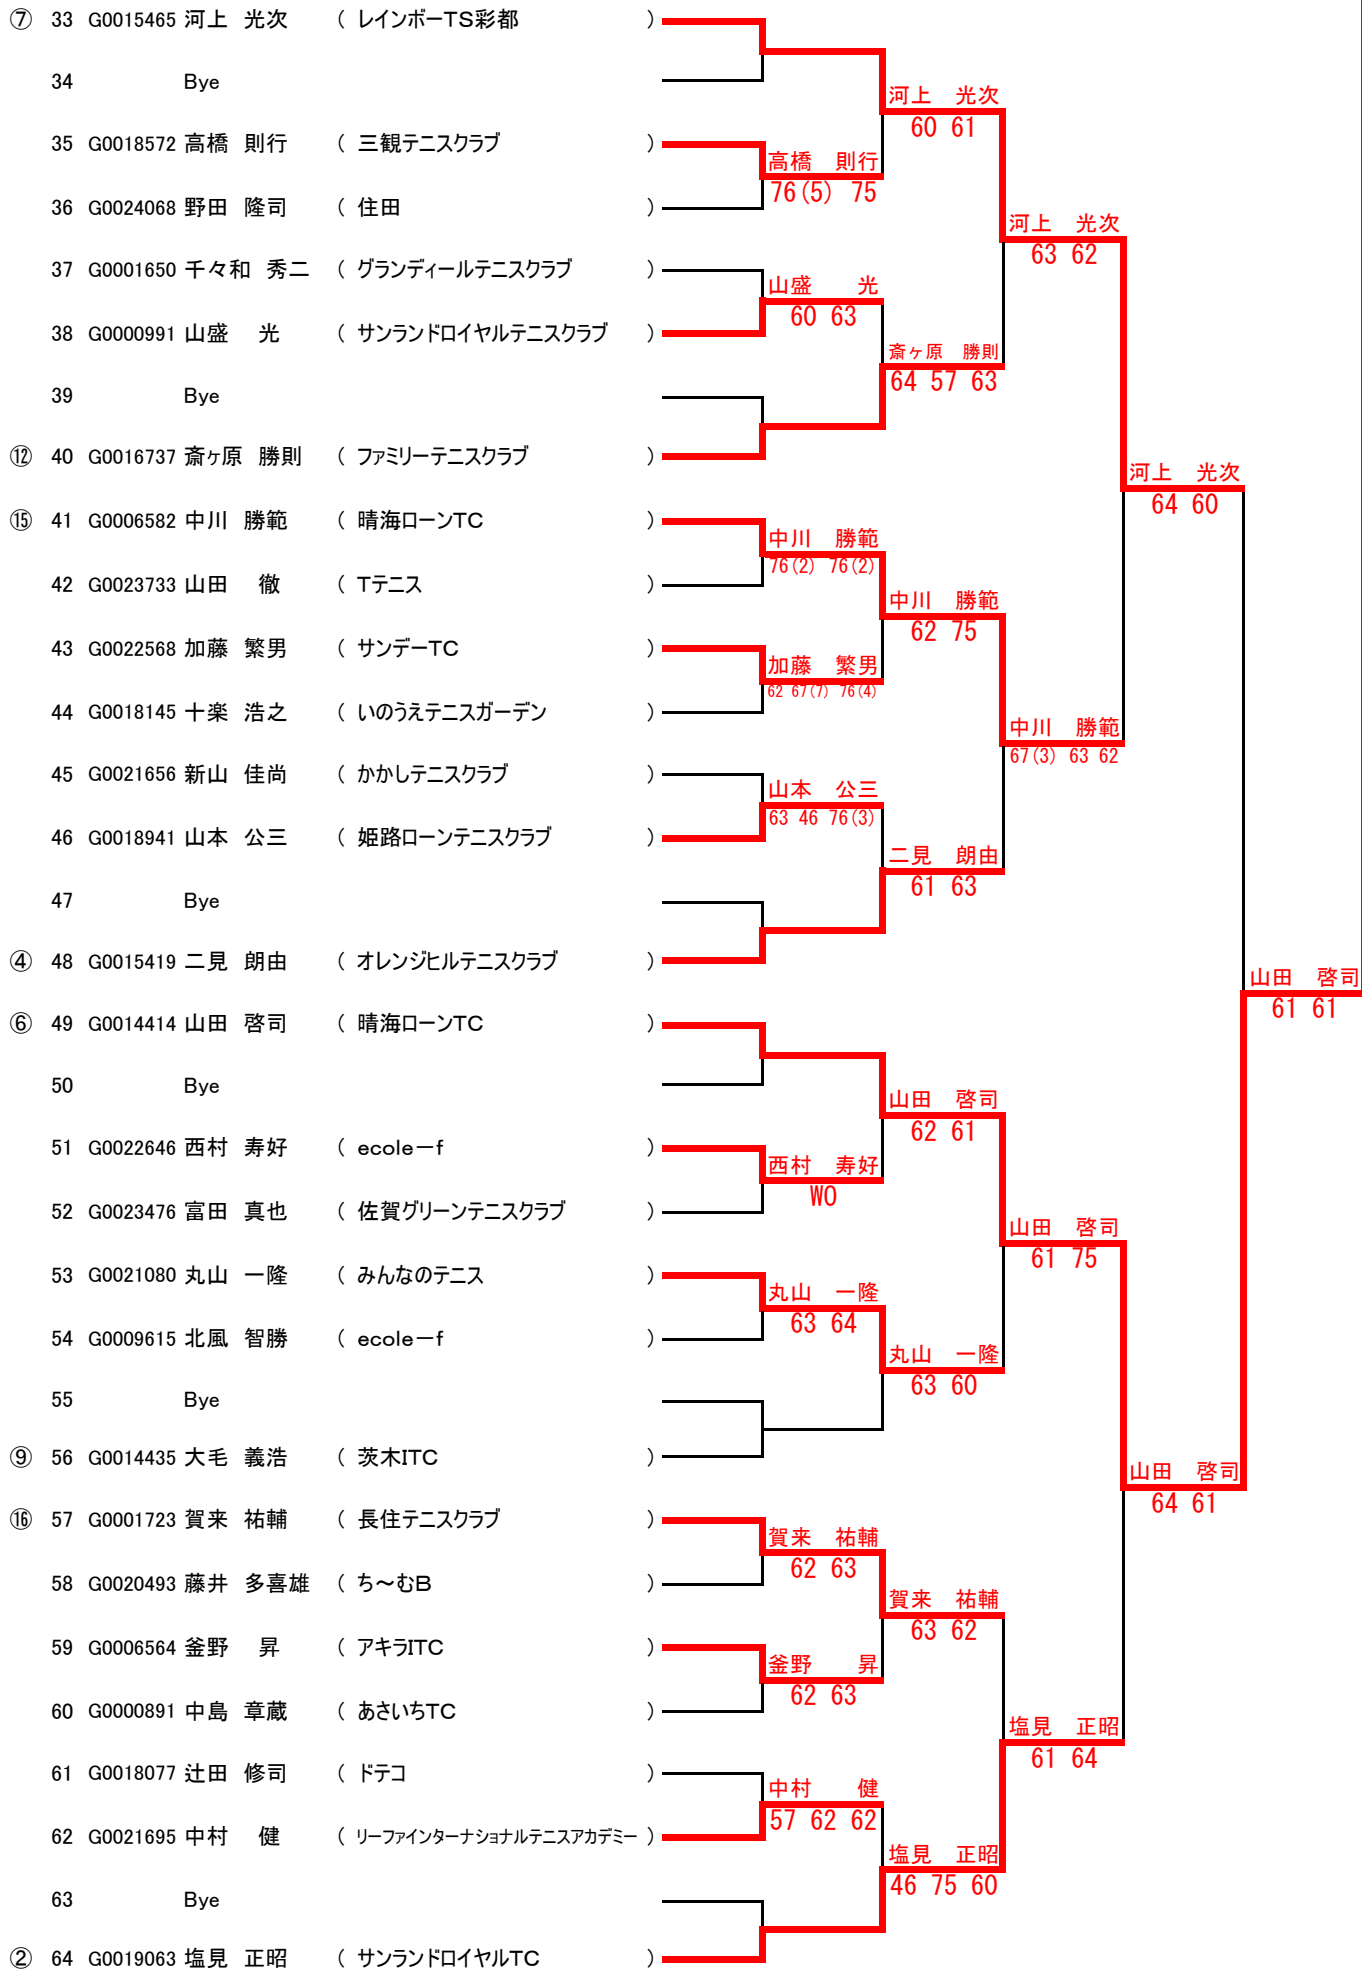 ⑦ 33 G0015465 河上 光次 ( レインボーTS彩都 )
34 Bye
河上 光次
60 61
35 G0018572 高橋 則行 ( 三観テニスクラブ )
高橋 則行
76(5) 75
36 G0024068 野田 隆司 ( 住田 )
河上 光次
63 62
37 G0001650 千々和 秀二 ( グランディールテニスクラブ )
山盛 光
60 63
38 G0000991 山盛 光 ( サンランドロイヤルテニスクラブ )
斎ヶ原 勝則
64 57 63
39 Bye
⑫ 40 G0016737 斎ヶ原 勝則 ( ファミリーテニスクラブ )
河上 光次
64 60
⑮ 41 G0006582 中川 勝範 ( 晴海ローンTC )
中川 勝範
76(2) 76(2)
42 G0023733 山田 徹 ( Tテニス )
中川 勝範
62 75
43 G0022568 加藤 繁男 ( サンデーTC )
加藤 繁男
62 67(7) 76(4)
44 G0018145 十楽 浩之 ( いのうえテニスガーデン )
中川 勝範
67(3) 63 62
45 G0021656 新山 佳尚 ( かかしテニスクラブ )
山本 公三
63 46 76(3)
46 G0018941 山本 公三 ( 姫路ローンテニスクラブ )
二見 朗由
61 63
47 Bye
④ 48 G0015419 二見 朗由 ( オレンジヒルテニスクラブ )
山田 啓司
61 61
⑥ 49 G0014414 山田 啓司 ( 晴海ローンTC )
50 Bye
山田 啓司
62 61
51 G0022646 西村 寿好 ( ecole－f )
西村 寿好
WO
52 G0023476 富田 真也 ( 佐賀グリーンテニスクラブ )
山田 啓司
61 75
53 G0021080 丸山 一隆 ( みんなのテニス )
丸山 一隆
63 64
54 G0009615 北風 智勝 ( ecole－f )
丸山 一隆
63 60
55 Bye
⑨ 56 G0014435 大毛 義浩 ( 茨木ITC )
山田 啓司
64 61
⑯ 57 G0001723 賀来 祐輔 ( 長住テニスクラブ )
賀来 祐輔
62 63
58 G0020493 藤井 多喜雄 ( ち～むB )
賀来 祐輔
63 62
59 G0006564 釜野 昇 ( アキラITC )
釜野 昇
62 63
60 G0000891 中島 章蔵 ( あさいちTC )
塩見 正昭
61 64
61 G0018077 辻田 修司 ( ドテコ )
中村 健
57 62 62
62 G0021695 中村 健 ( リーファインターナショナルテニスアカデミー )
塩見 正昭
46 75 60
63 Bye
② 64 G0019063 塩見 正昭 ( サンランドロイヤルTC )